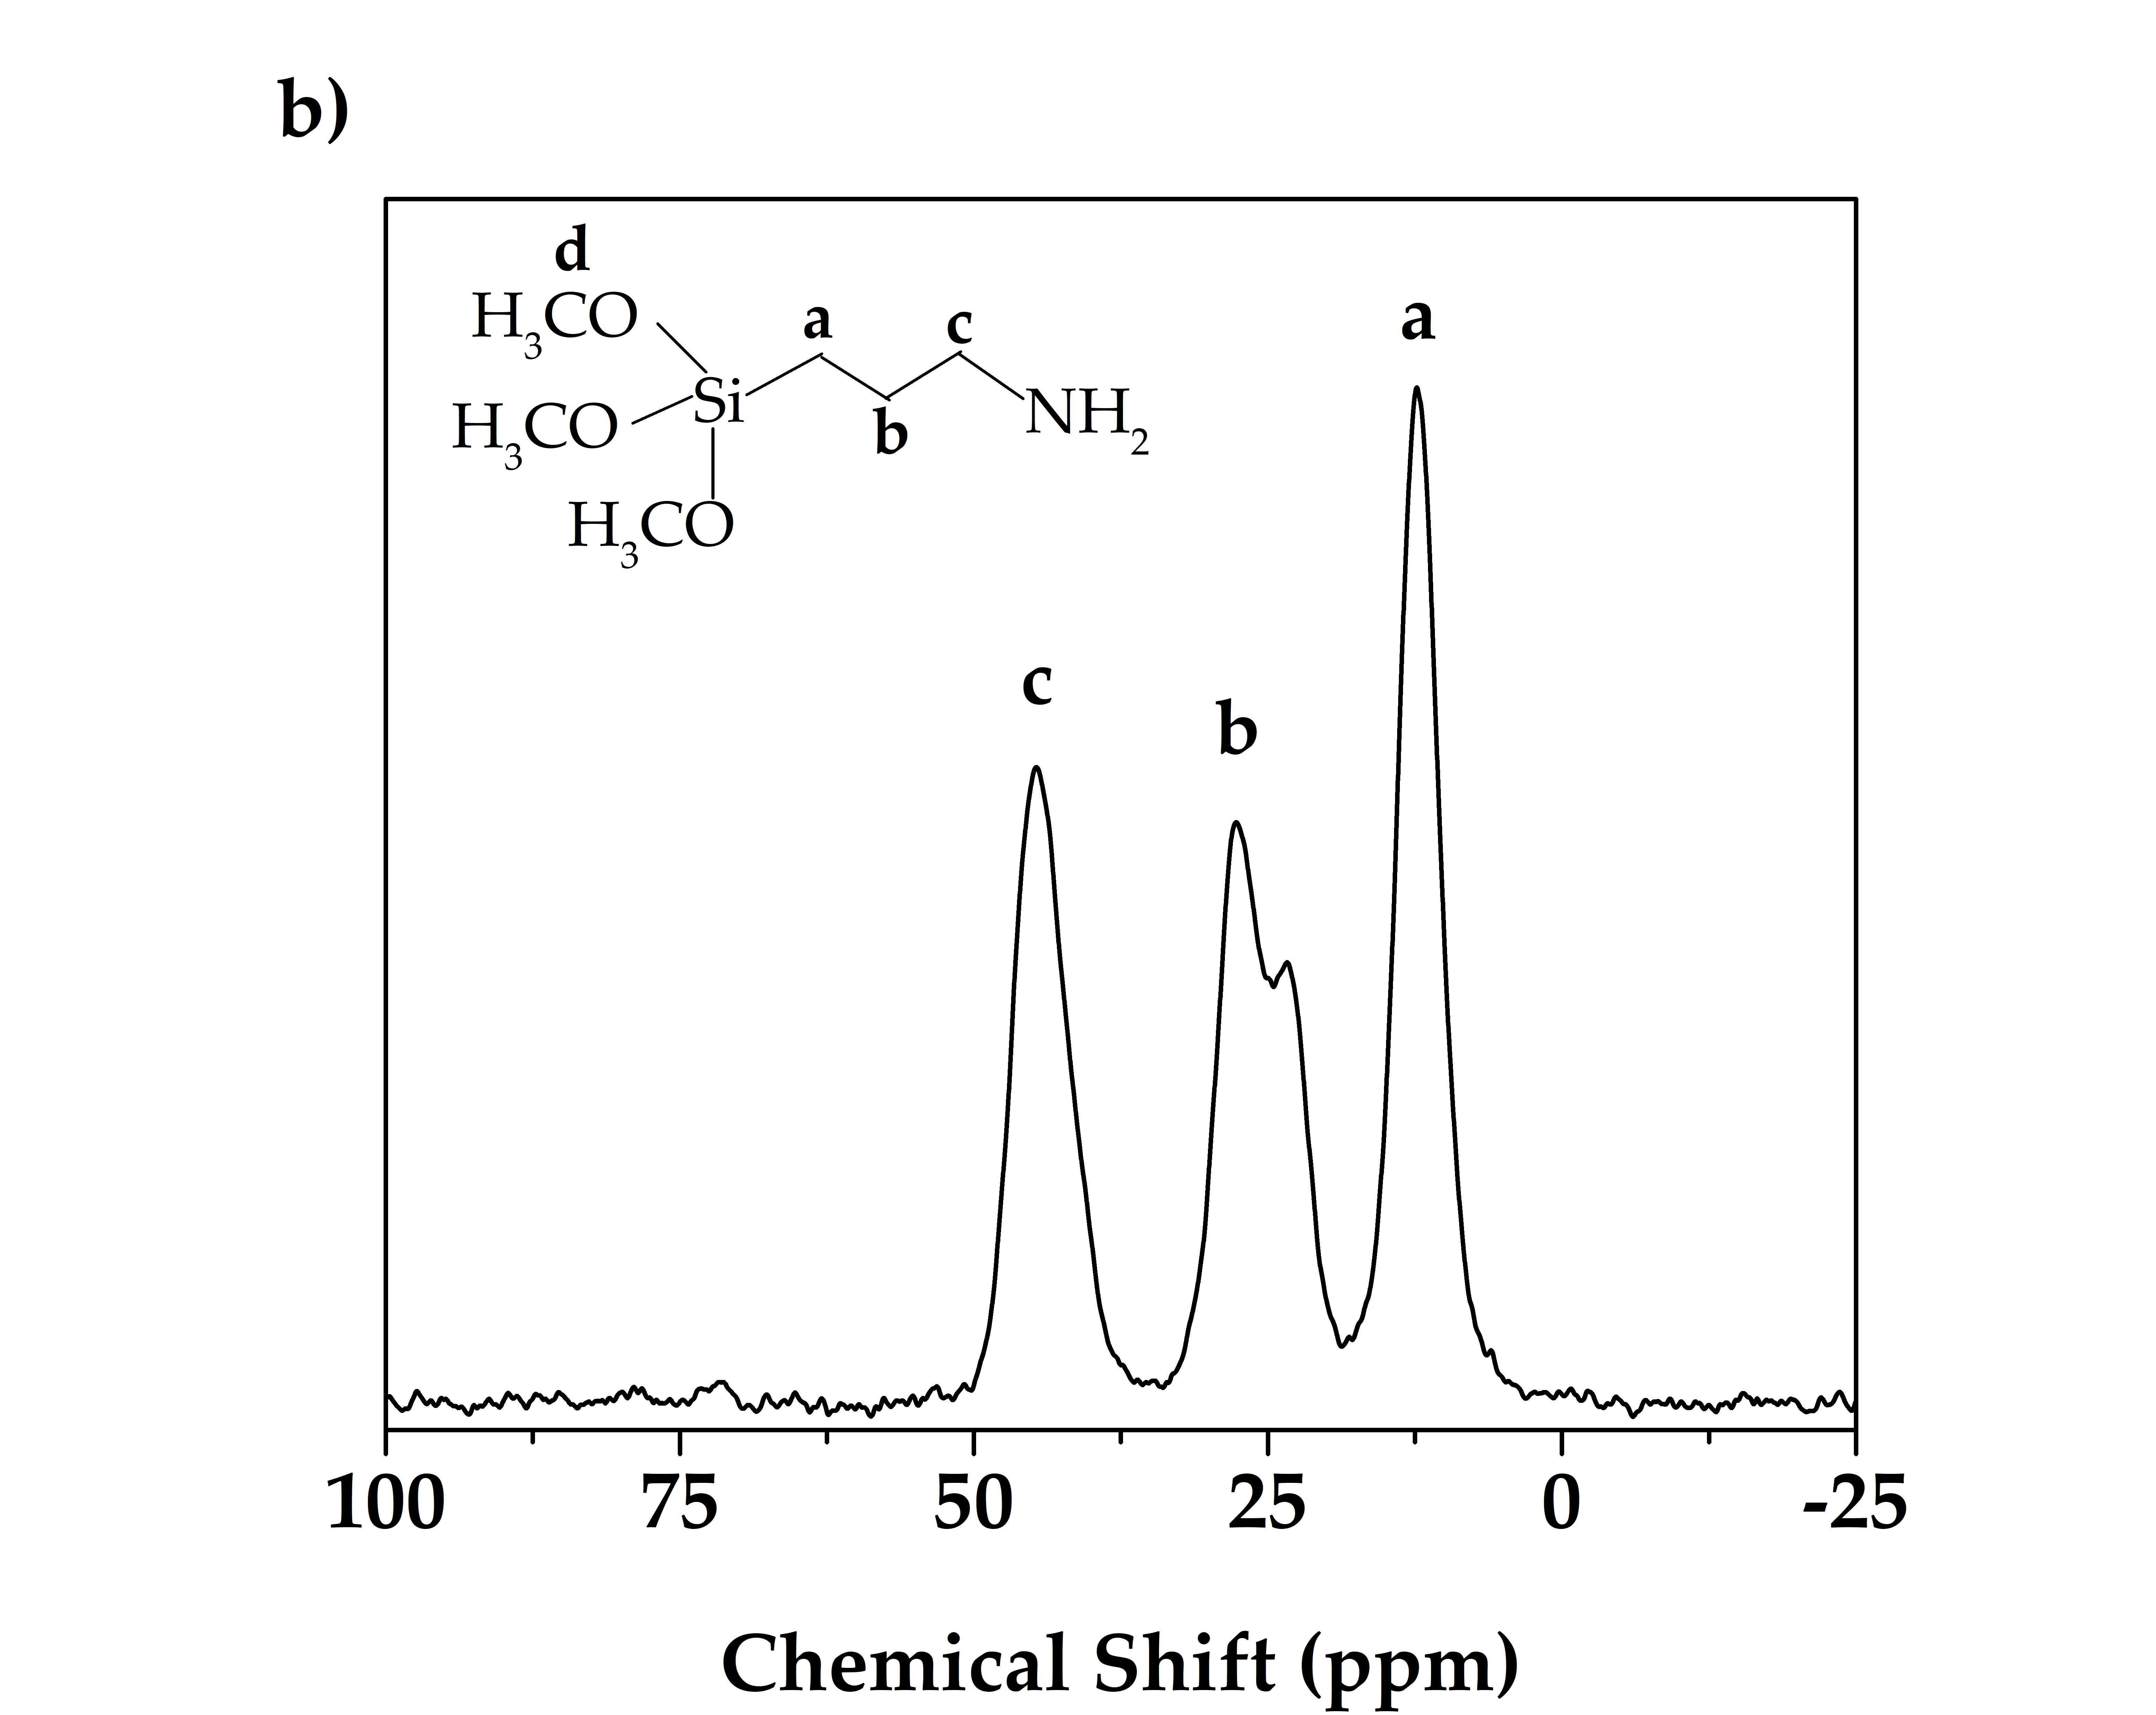 b)
d
H₃CO
a
c
a
Si
H₃CO
b
NH₂
H₃CO
c
b
100 75 50 25 0 -25
Chemical Shift (ppm)